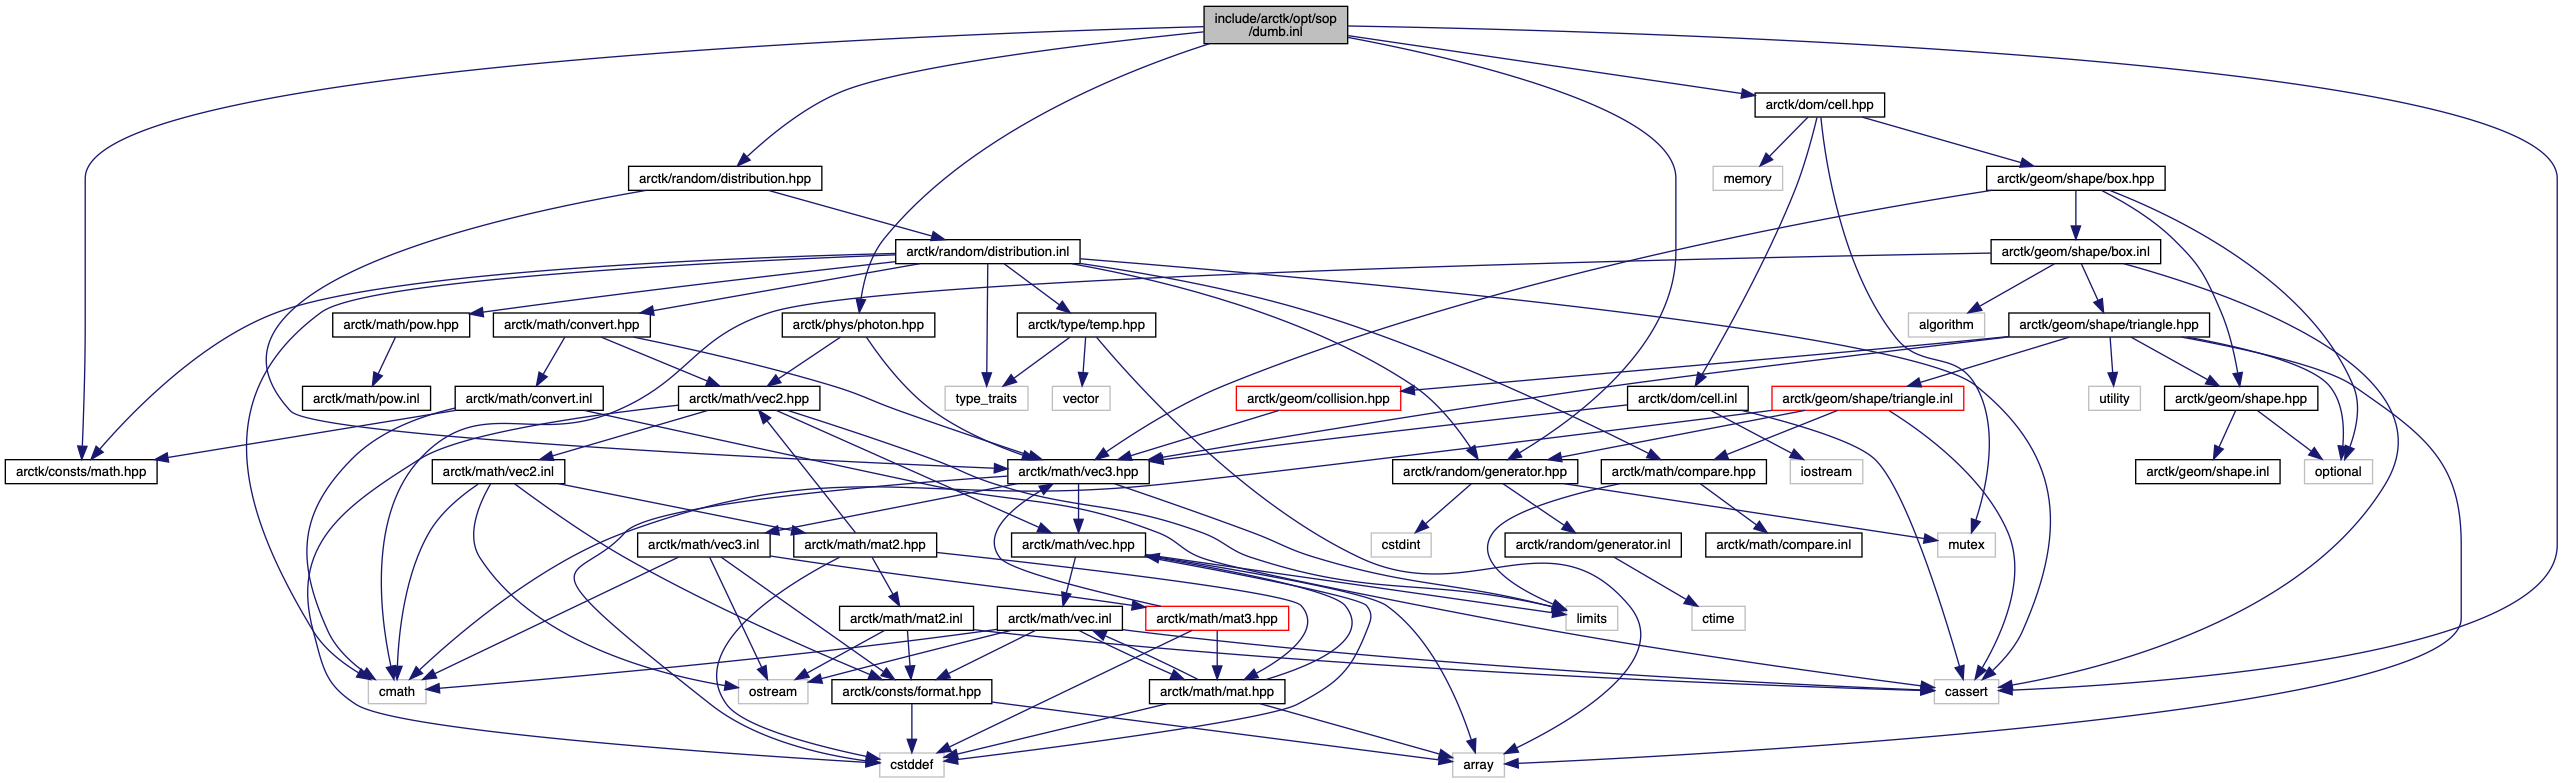 include/arctk/opt/sop
/dumb.inl
arctk/dom/cell.hpp
arctk/random/distribution.hpp
memory
arctk/geom/shape/box.hpp
arctk/random/distribution.inl
arctk/geom/shape/box.inl
arctk/math/pow.hpp
arctk/math/convert.hpp
arctk/phys/photon.hpp
arctk/type/temp.hpp
algorithm
arctk/geom/shape/triangle.hpp
arctk/math/pow.inl
arctk/math/convert.inl
arctk/math/vec2.hpp
type_traits
vector
arctk/geom/collision.hpp
arctk/dom/cell.inl
arctk/geom/shape/triangle.inl
utility
arctk/geom/shape.hpp
arctk/consts/math.hpp
arctk/math/vec2.inl
arctk/math/vec3.hpp
arctk/random/generator.hpp
arctk/math/compare.hpp
iostream
arctk/geom/shape.inl
optional
arctk/math/vec3.inl
arctk/math/mat2.hpp
arctk/math/vec.hpp
cstdint
arctk/random/generator.inl
arctk/math/compare.inl
mutex
arctk/math/mat2.inl
arctk/math/vec.inl
arctk/math/mat3.hpp
limits
ctime
cmath
ostream
arctk/consts/format.hpp
arctk/math/mat.hpp
cassert
cstddef
array